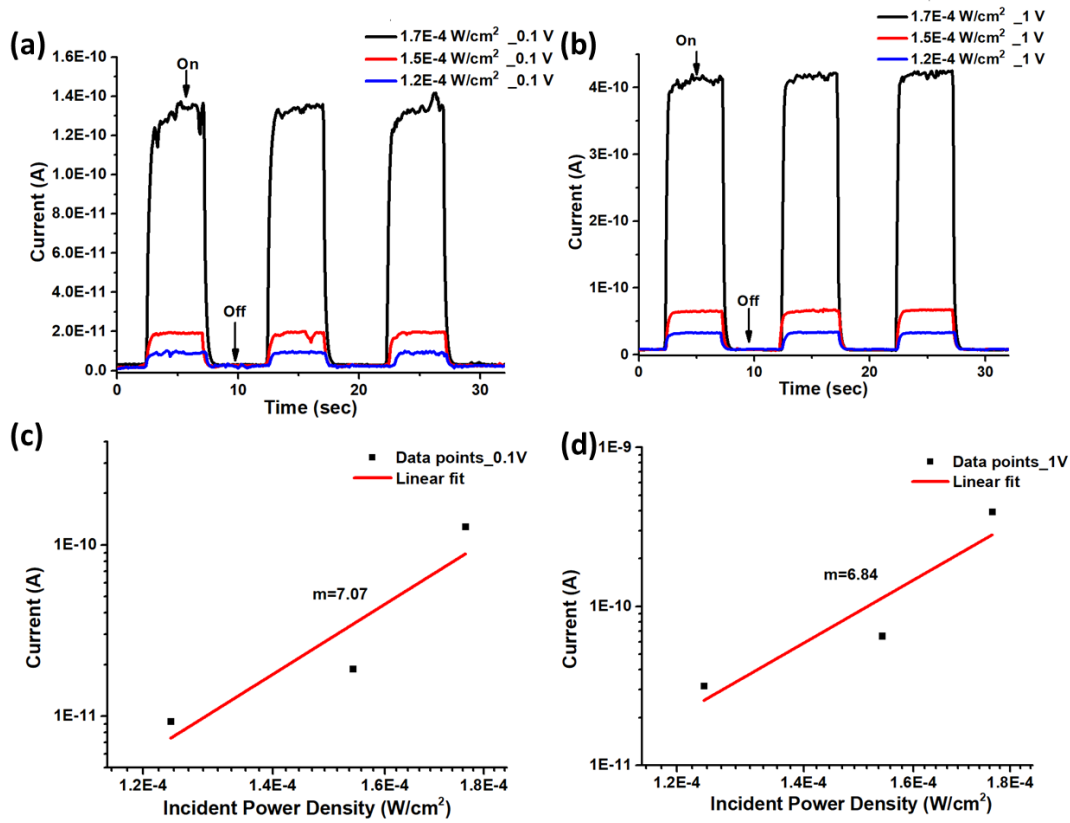 (a)
1.7E-4 W/cm² _0.1 V
1.5E-4 W/cm² _0.1 V
1.2E-4 W/cm² _0.1 V
1.6E-10
1.4E-10
1.2E-10
1.0E-10
8.0E-11
6.0E-11
4.0E-11
2.0E-11
0.0
On
Off
Current (A)
0
10
20
30
Time (sec)
(b)
1.7E-4 W/cm² _1 V
1.5E-4 W/cm² _1 V
1.2E-4 W/cm² _1 V
4E-10
3E-10
2E-10
1E-10
0
On
Off
Current (A)
0
10
20
30
Time (sec)
(c)
Data points_0.1V
Linear fit
1E-10
1E-11
m=7.07
Current (A)
1.2E-4
1.4E-4
1.6E-4
1.8E-4
Incident Power Density (W/cm²)
(d)
Data points_1V
Linear fit
1E-9
1E-10
1E-11
m=6.84
Current (A)
1.2E-4
1.4E-4
1.6E-4
1.8E-4
Incident Power Density (W/cm²)